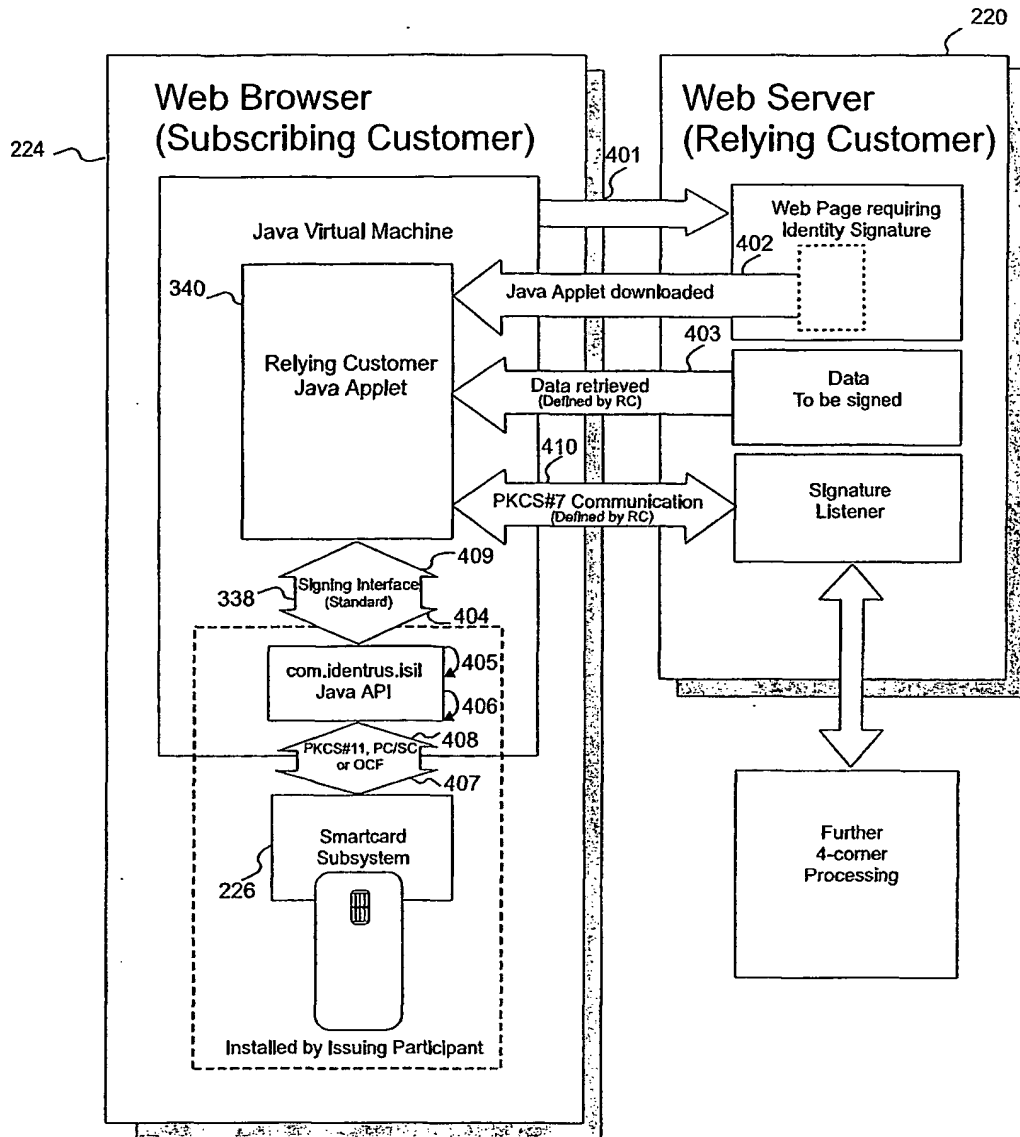 220
Web Browser
(Subscribing Customer)
Web Server
(Relying Customer)
224
401
Java Virtual Machine
Web Page requiring
Identity Signature
402
340
Java Applet downloaded
403
Relying Customer
Java Applet
Data retrieved
(Defined by RC)
Data
To be signed
410
PKCS#7 Communication
(Defined by RC)
Signature
Listener
409
338
Signing Interface
(Standard)
404
com.identrus.isil
Java API
405
406
408
PKCS#11, PC/SC
or OCF
407
Smartcard
Subsystem
226
Further
4-corner
Processing
Installed by Issuing Participant